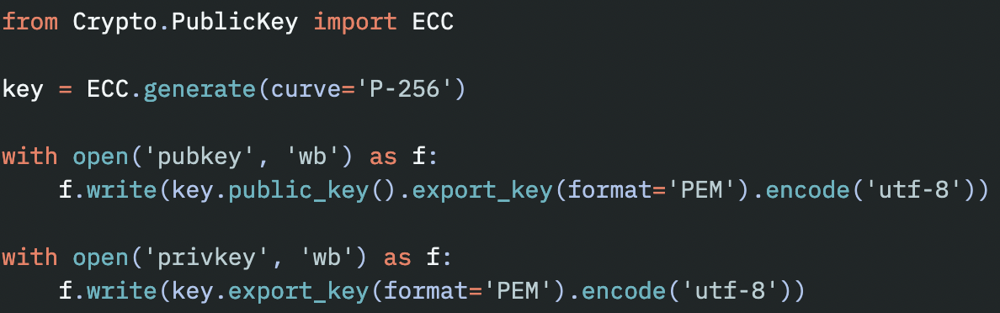 from Crypto.PublicKey import ECC
key = ECC.generate(curve='P-256')
with open('pubkey', 'wb') as f:
    f.write(key.public_key().export_key(format='PEM').encode('utf-8'))
with open('privkey', 'wb') as f:
    f.write(key.export_key(format='PEM').encode('utf-8'))